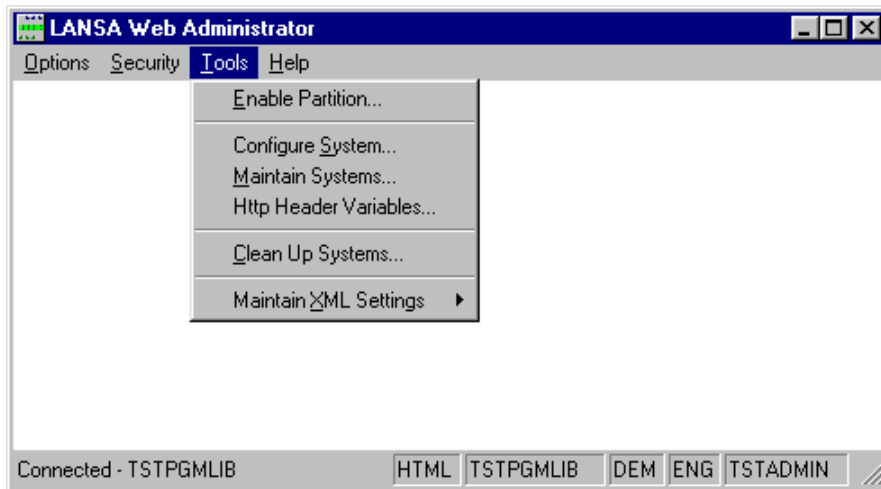 LANSA Web Administrator
Options Security Tools Help
Enable Partition...
Configure System...
Maintain Systems...
Http Header Variables...
Clean Up Systems...
Maintain XML Settings
Connected - TSTPGMLIB HTML TSTPGMLIB DEM ENG TSTADMIN